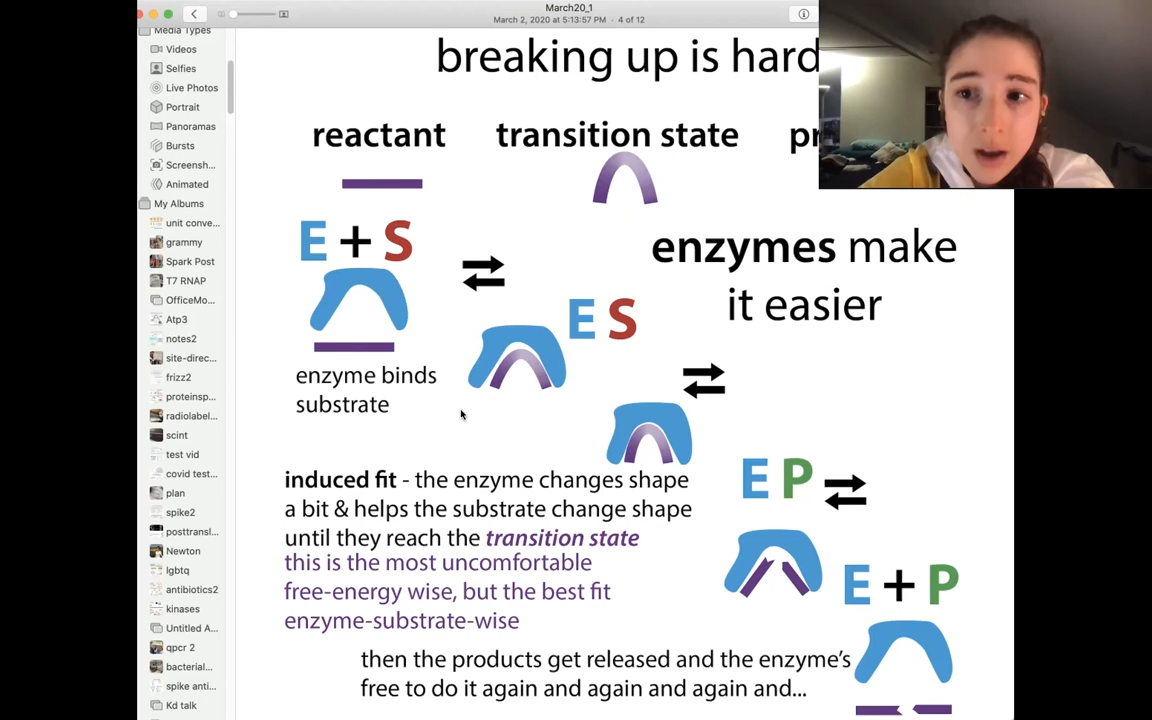 March20_1
March 2, 2020 at 5:13:57 PM · 4 of 12
Media Types
Videos
Selfies
Live Photos
Portrait
Panoramas
Bursts
Screensh...
Animated
My Albums
unit conve...
grammy
Spark Post
T7 RNAP
OfficeMo...
Atp3
notes2
site-direc...
frizz2
proteinsp...
radiolabel...
scint
test vid
covid test...
plan
spike2
posttransl...
Newton
lgbtq
antibiotics2
kinases
Untitled A...
qpcr 2
bacterial...
spike anti...
Kd talk
breaking up is hard
reactant transition state pr
E + S
enzymes make
it easier
E S
enzyme binds
substrate
induced fit - the enzyme changes shape
a bit & helps the substrate change shape
until they reach the transition state
this is the most uncomfortable
free-energy wise, but the best fit
enzyme-substrate-wise
E P
E + P
then the products get released and the enzyme's
free to do it again and again and again and...